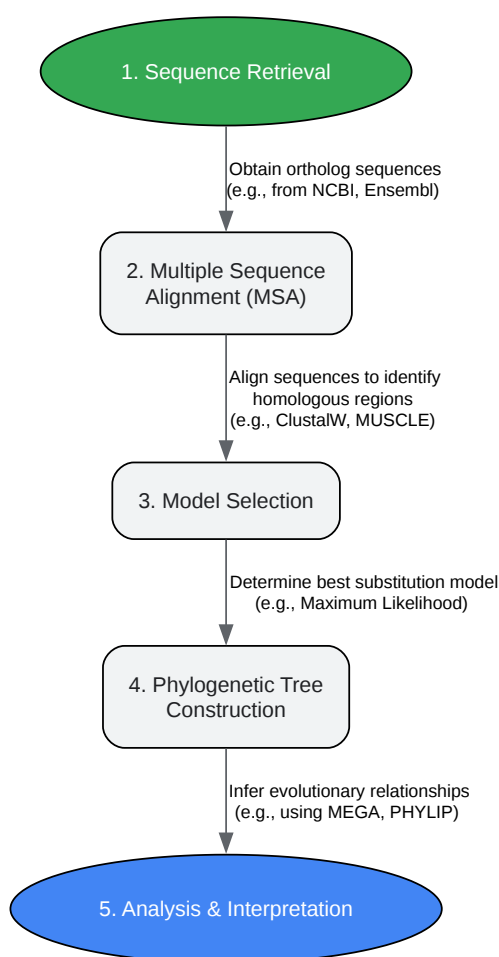 1. Sequence Retrieval
Obtain ortholog sequences
(e.g., from NCBI, Ensembl)
2. Multiple Sequence
Alignment (MSA)
Align sequences to identify
homologous regions
(e.g., ClustalW, MUSCLE)
3. Model Selection
Determine best substitution model
(e.g., Maximum Likelihood)
4. Phylogenetic Tree
Construction
Infer evolutionary relationships
(e.g., using MEGA, PHYLIP)
5. Analysis & Interpretation